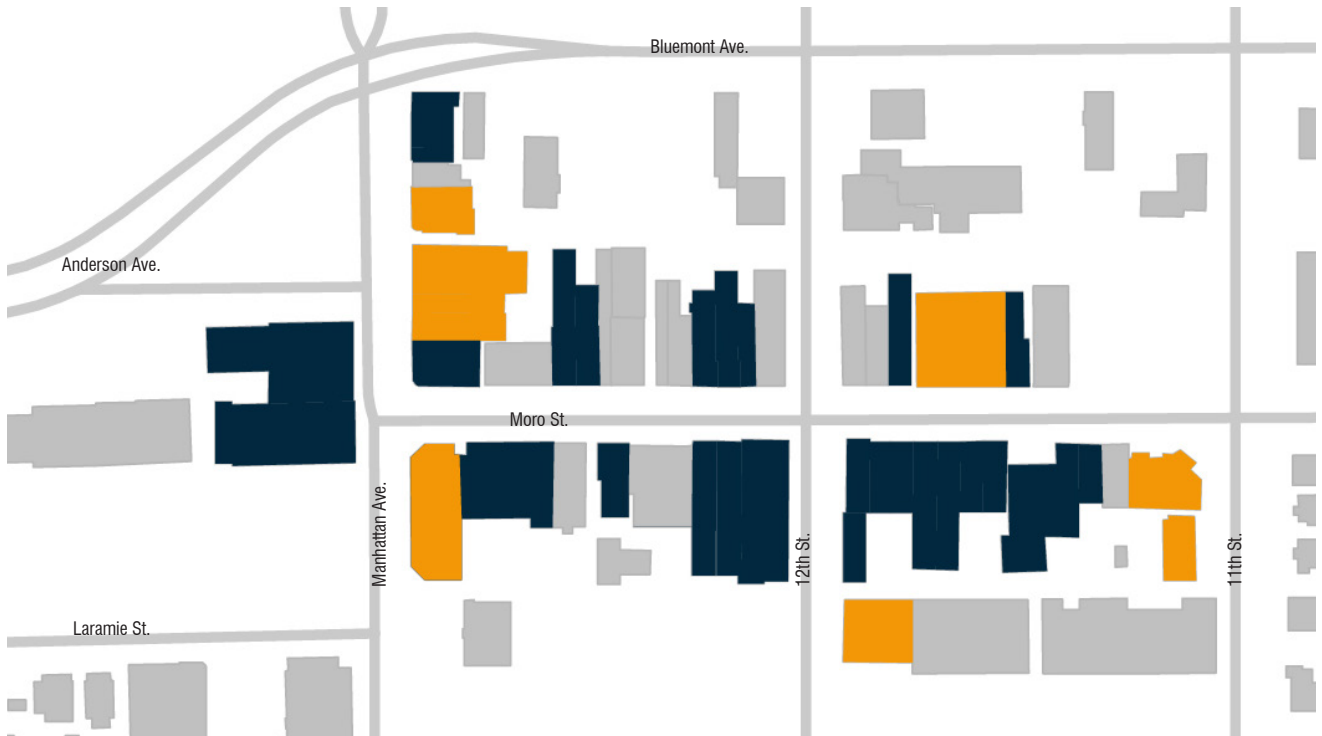 Bluemont Ave.
Anderson Ave.
Moro St.
Manhattan Ave.
12th St.
11th St.
Laramie St.